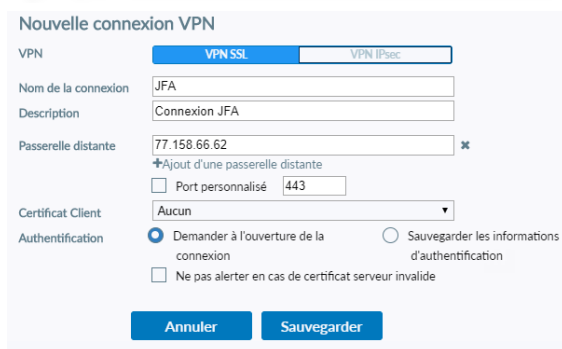 Nouvelle connexion VPN
VPN VPN SSL VPN IPsec
Nom de la connexion JFA
Description Connexion JFA
Passerelle distante 77.158.66.62
+Ajout d'une passerelle distante
Port personnalisé 443
Certificat Client Aucun
Authentification Demander à l'ouverture de la connexion Sauvegarder les informations d'authentification
Ne pas alerter en cas de certificat serveur invalide
Annuler Sauvegarder